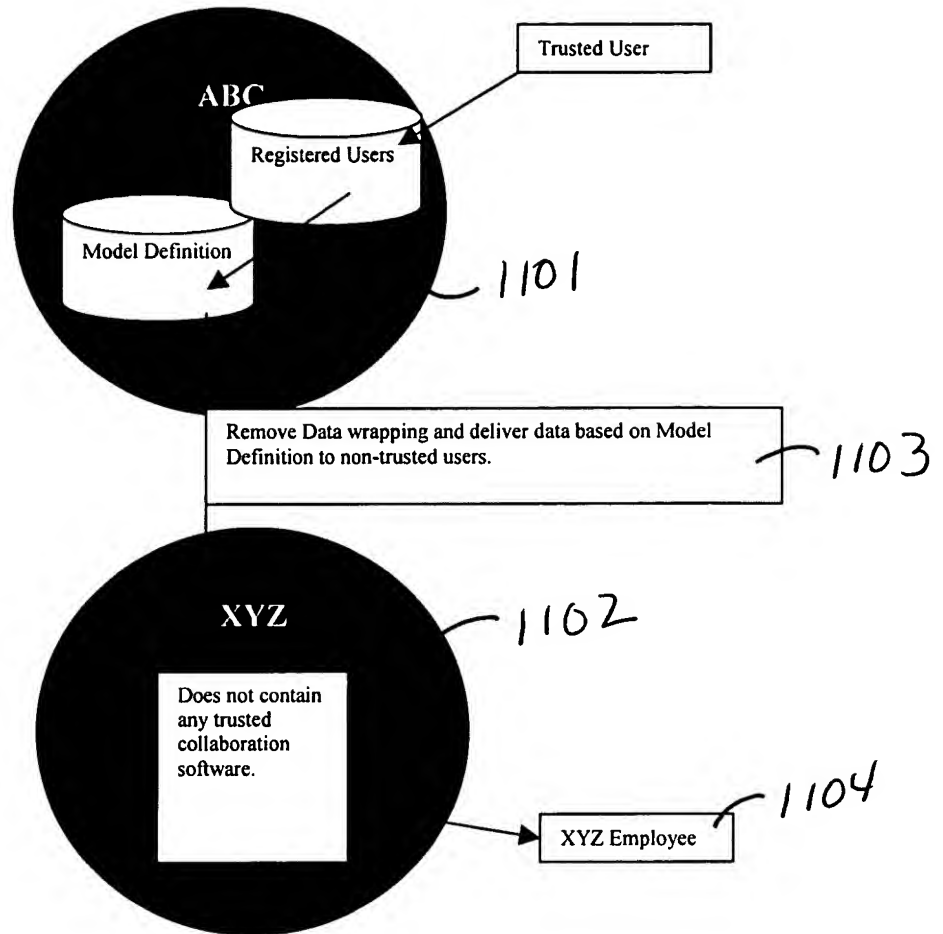 Trusted User
ABC
Registered Users
Model Definition
1101
Remove Data wrapping and deliver data based on Model
Definition to non-trusted users.
1103
XYZ
1102
Does not contain
any trusted
collaboration
software.
1104
XYZ Employee